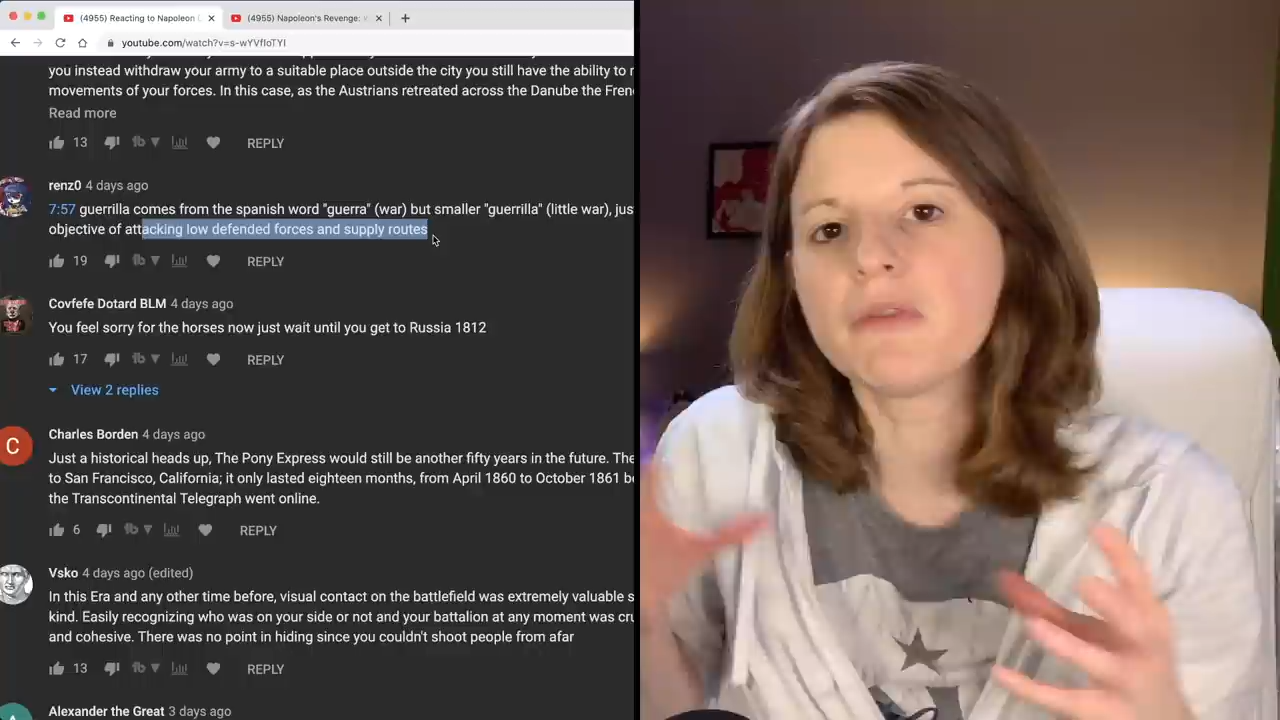 (4955) Reacting to Napoleon
(4955) Napoleon's Revenge:
youtube.com/watch?v=s-wYVfIoTYI
you instead withdraw your army to a suitable place outside the city you still have the ability to
movements of your forces. In this case, as the Austrians retreated across the Danube the
Read more
13
REPLY
renz0 4 days ago
7:57 guerrilla comes from the spanish word "guerra" (war) but smaller "guerrilla" (little war),
objective of attacking low defended forces and supply routes
19
REPLY
Covfefe Dotard BLM 4 days ago
You feel sorry for the horses now just wait until you get to Russia 1812
17
REPLY
View 2 replies
C
Charles Borden 4 days ago
Just a historical heads up, The Pony Express would still be another fifty years in the future.
to San Francisco, California; it only lasted eighteen months, from April 1860 to October 1861
the Transcontinental Telegraph went online.
6
REPLY
Vsko 4 days ago (edited)
In this Era and any other time before, visual contact on the battlefield was extremely valuable
kind. Easily recognizing who was on your side or not and your battalion at any moment was
and cohesive. There was no point in hiding since you couldn't shoot people from afar
13
REPLY
Alexander the Great 3 days ago